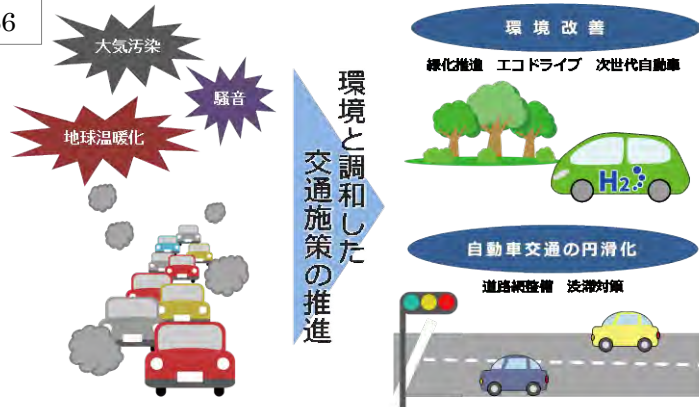 6
大気汚染
騒音
地球温暖化
環境と調和した
交通施策の推進
環境改善
緑化推進 エコドライブ 次世代自動車
H2
自動車交通の円滑化
道路網整備 渋滞対策